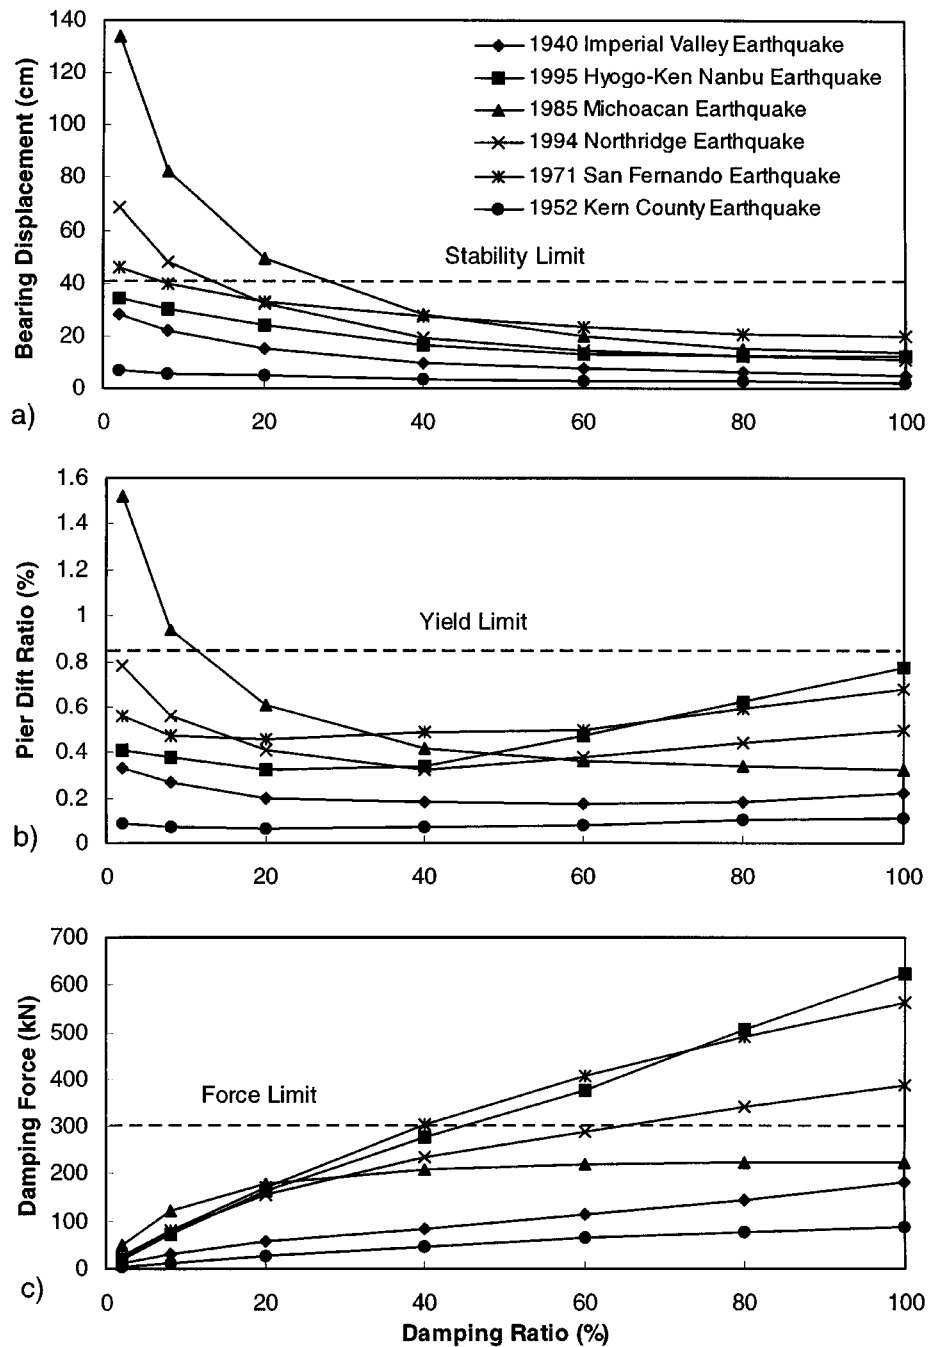 140
120
100
80
60
40
20
0
Bearing Displacement (cm)
1940 Imperial Valley Earthquake
1995 Hyogo-Ken Nanbu Earthquake
1985 Michoacan Earthquake
1994 Northridge Earthquake
1971 San Fernando Earthquake
1952 Kern County Earthquake
Stability Limit
a)
0 20 40 60 80 100
1.6
1.4
1.2
1
0.8
0.6
0.4
0.2
0
Pier Dift Ratio (%)
Yield Limit
b)
0 20 40 60 80 100
700
600
500
400
300
200
100
0
Damping Force (kN)
Force Limit
c)
0 20 40 60 80 100
Damping Ratio (%)